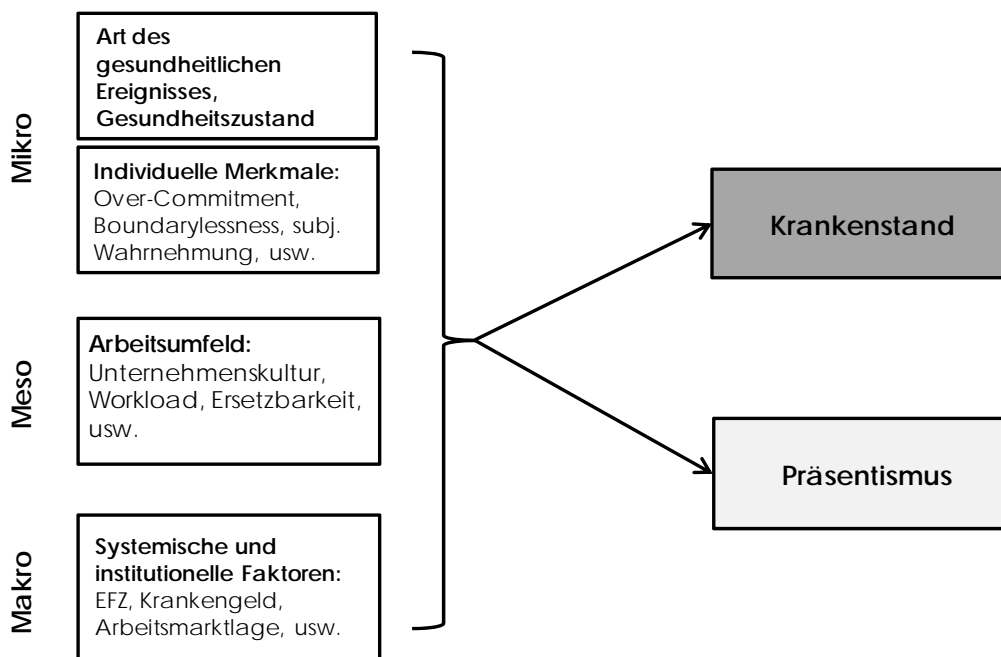 Mikro
Art des
gesundheitlichen
Ereignisses,
Gesundheitszustand
Individuelle Merkmale:
Over-Commitment,
Boundarylessness, subj.
Wahrnehmung, usw.
Meso
Arbeitsumfeld:
Unternehmenskultur,
Workload, Ersetzbarkeit,
usw.
Makro
Systemische und
institutionelle Faktoren:
EFZ, Krankengeld,
Arbeitsmarktlage, usw.
Krankenstand
Präsentismus